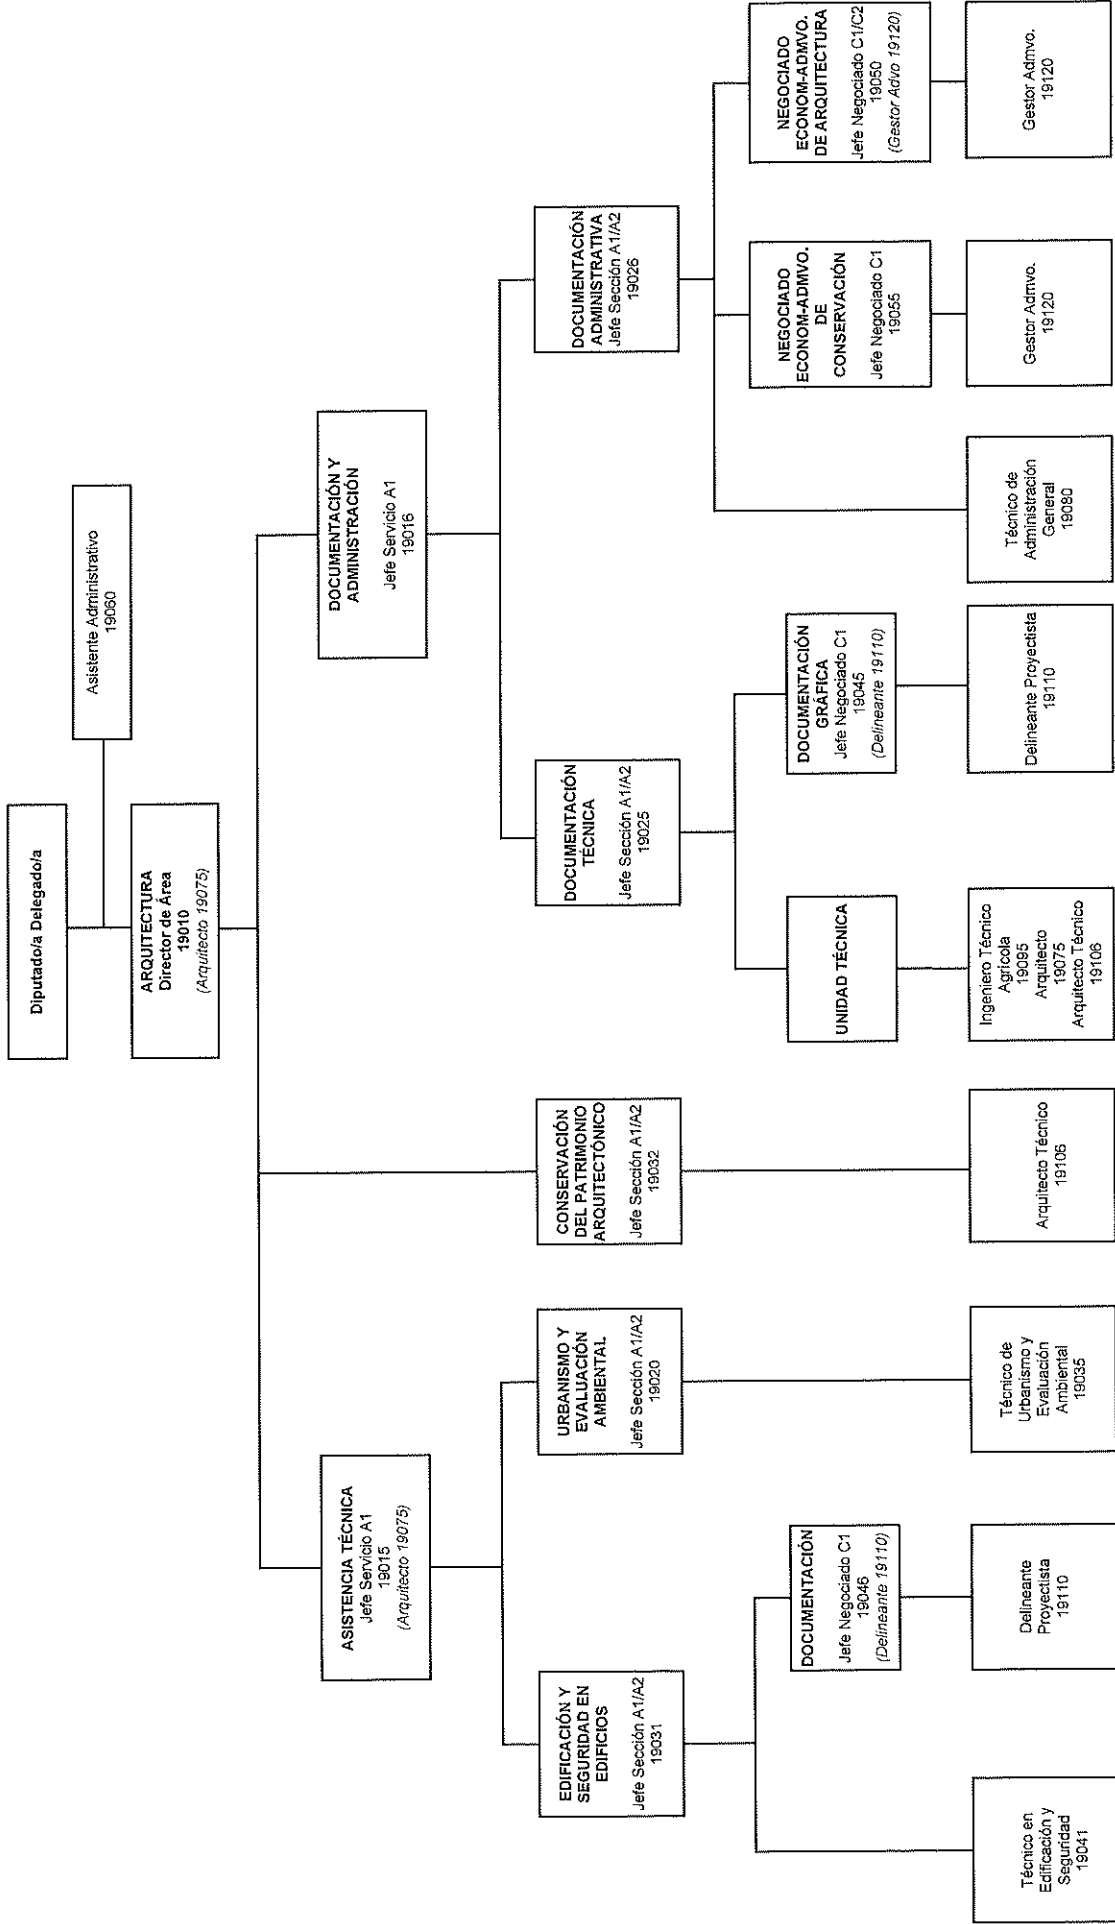 Diputado/a Delegado/a
Asistente Administrativo
19060
ARQUITECTURA
Director de Área
19010
(Arquitecto 19075)
ASISTENCIA TÉCNICA
Jefe Servicio A1
19015
(Arquitecto 19075)
DOCUMENTACIÓN Y
ADMINISTRACIÓN
Jefe Servicio A1
19016
EDIFICACIÓN Y
SEGURIDAD EN
EDIFICIOS
Jefe Sección A1/A2
19031
URBANISMO Y
EVALUACIÓN
AMBIENTAL
Jefe Sección A1/A2
19020
CONSERVACIÓN
DEL PATRIMONIO
ARQUITECTÓNICO
Jefe Sección A1/A2
19032
DOCUMENTACIÓN
TÉCNICA
Jefe Sección A1/A2
19025
DOCUMENTACIÓN
ADMINISTRATIVA
Jefe Sección A1/A2
19026
DOCUMENTACIÓN
Jefe Negociado C1
19046
(Delineante 19110)
UNIDAD TÉCNICA
DOCUMENTACIÓN
GRÁFICA
Jefe Negociado C1
19045
(Delineante 19110)
NEGOCIADO
ECONOM-ADMVO.
DE
CONSERVACIÓN
Jefe Negociado C1
19055
NEGOCIADO
ECONOM-ADMVO.
DE ARQUITECTURA
Jefe Negociado C1/C2
19050
(Gestor Advo 19120)
Técnico en
Edificación y
Seguridad
19041
Delineante
Proyectista
19110
Técnico de
Urbanismo y
Evaluación
Ambiental
19035
Arquitecto Técnico
19106
Ingeniero Técnico
Agrícola
19095
Arquitecto
19075
Arquitecto Técnico
19106
Delineante Proyectista
19110
Técnico de
Administración
General
19080
Gestor Admvo.
19120
Gestor Admvo.
19120